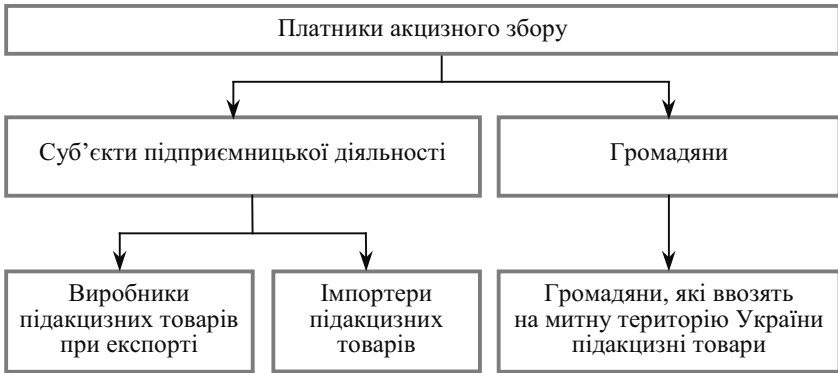 Платники акцизного збору
Суб’єкти підприємницької діяльності
Громадяни
Виробники
підакцизних товарів
при експорті
Імпортери
підакцизних
товарів
Громадяни, які ввозять
на митну територію України
підакцизні товари